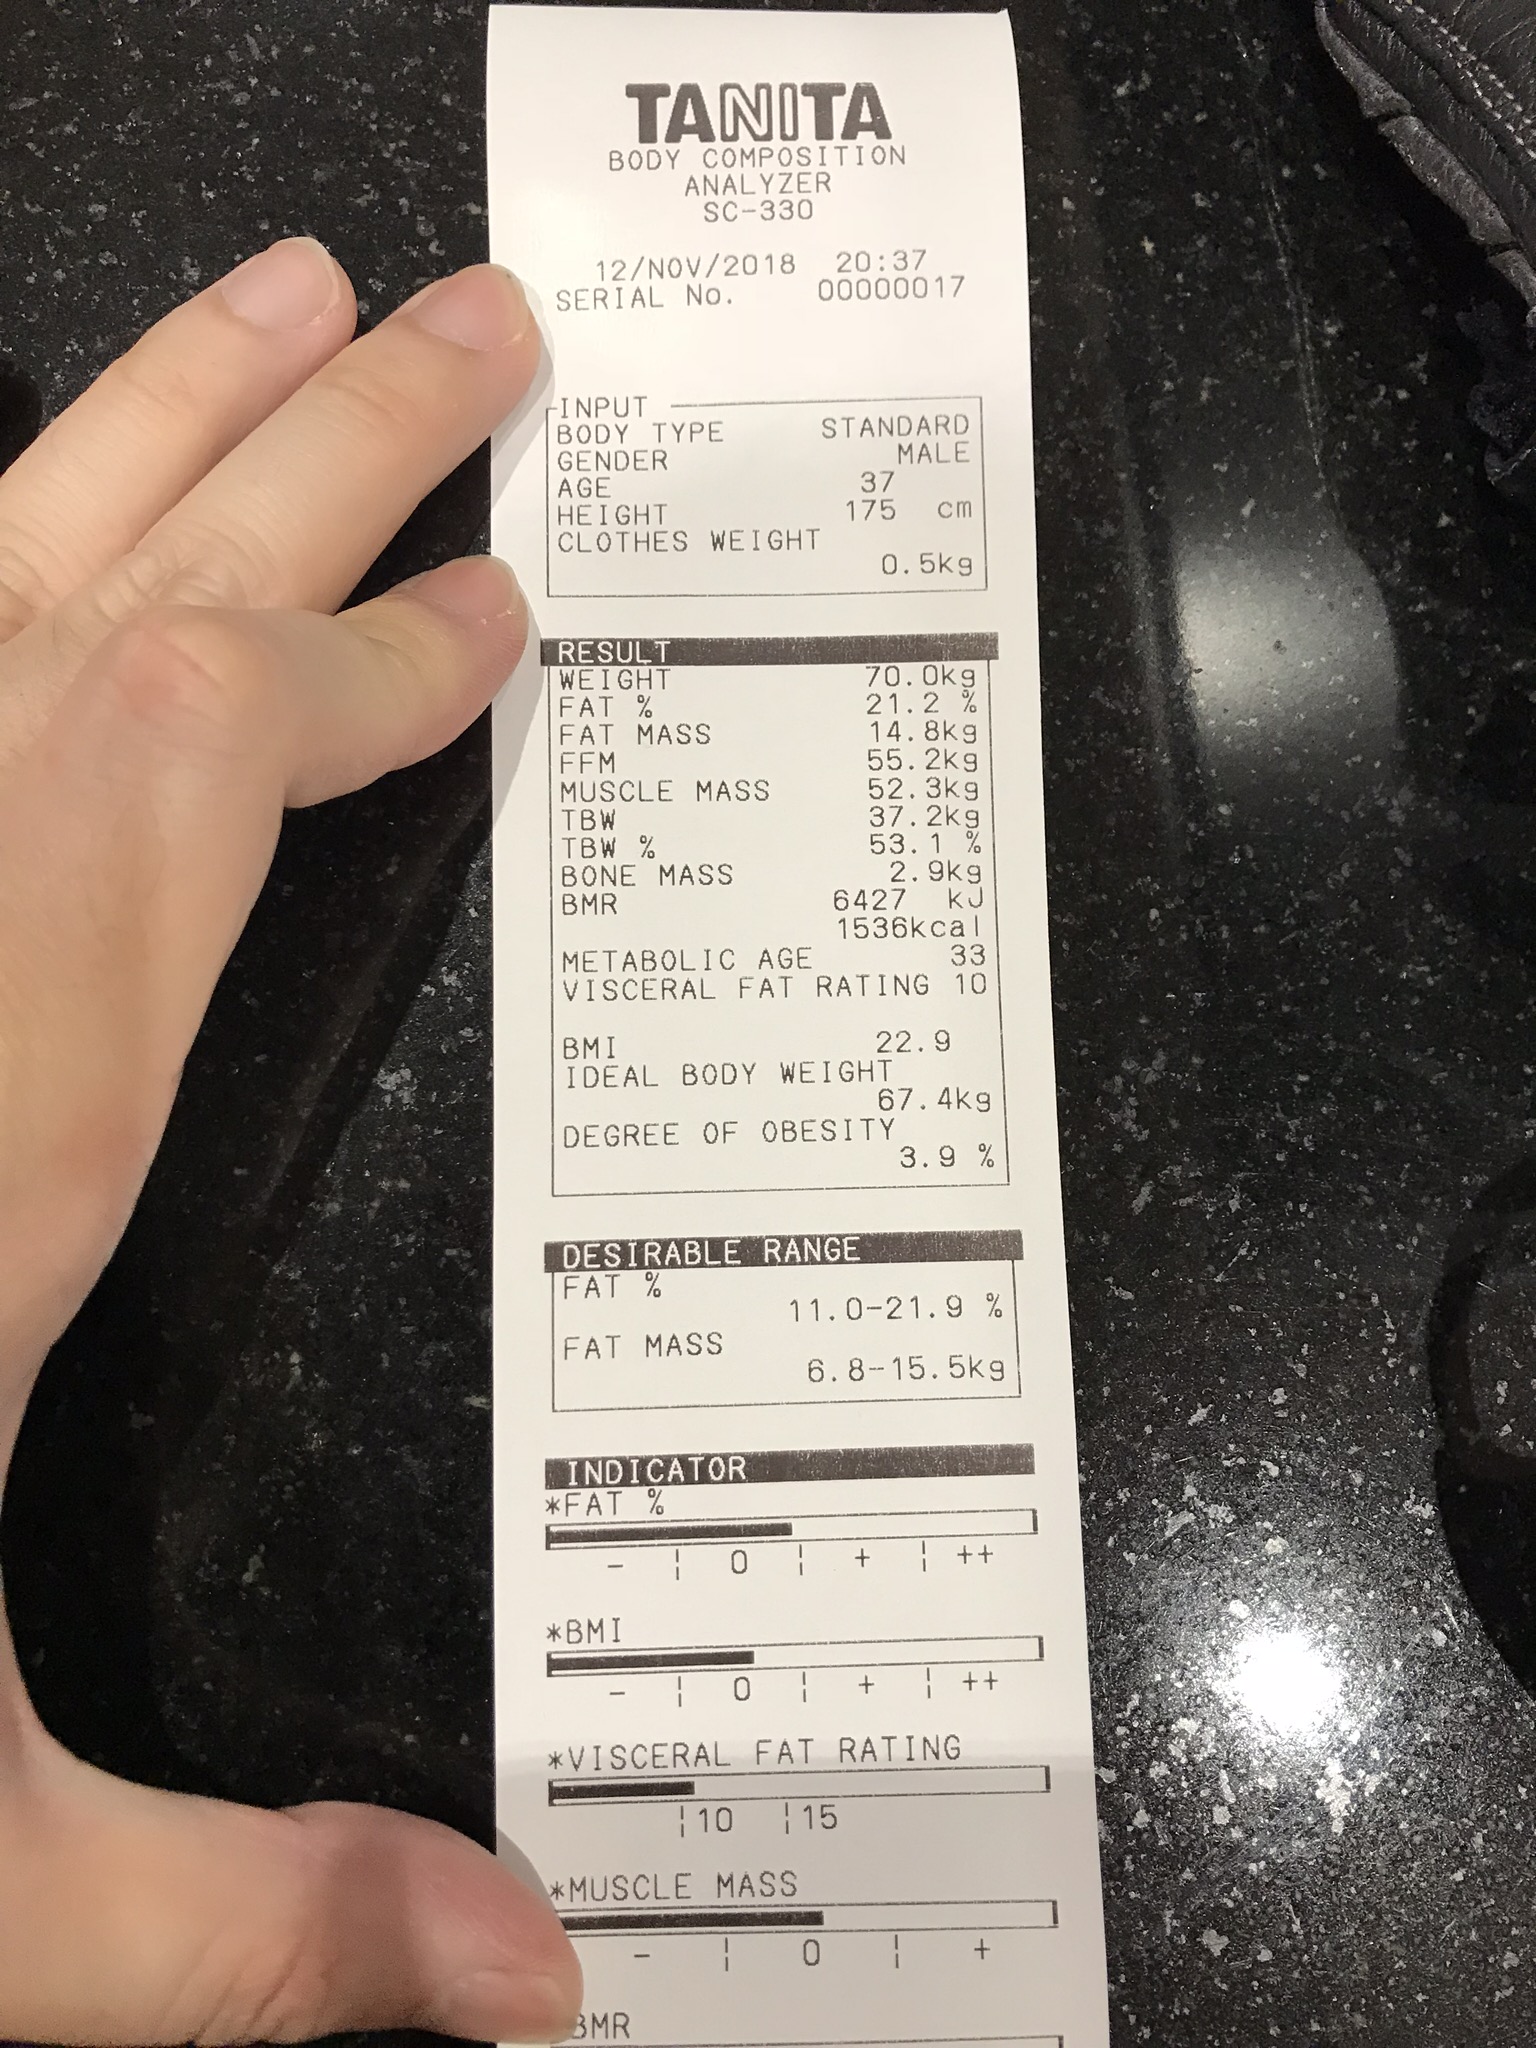 TANITA
BODY COMPOSITION
ANALYZER
SC-330
12/NOV/2018 20:37
SERIAL No. 00000017
INPUT
BODY TYPE STANDARD
GENDER MALE
AGE 37
HEIGHT 175 cm
CLOTHES WEIGHT
0.5kg
RESULT
WEIGHT 70.0kg
FAT % 21.2 %
FAT MASS 14.8kg
FFM 55.2kg
MUSCLE MASS 52.3kg
TBW 37.2kg
TBW % 53.1 %
BONE MASS 2.9kg
BMR 6427 kJ
1536kcal
METABOLIC AGE 33
VISCERAL FAT RATING 10
BMI 22.9
IDEAL BODY WEIGHT
67.4kg
DEGREE OF OBESITY
3.9 %
DESIRABLE RANGE
FAT %
11.0-21.9 %
FAT MASS
6.8-15.5kg
INDICATOR
*FAT %
- ¦ 0 ¦ + ¦ ++
*BMI
- ¦ 0 ¦ + ¦ ++
*VISCERAL FAT RATING
¦10 ¦15
*MUSCLE MASS
- ¦ 0 ¦ +
BMR